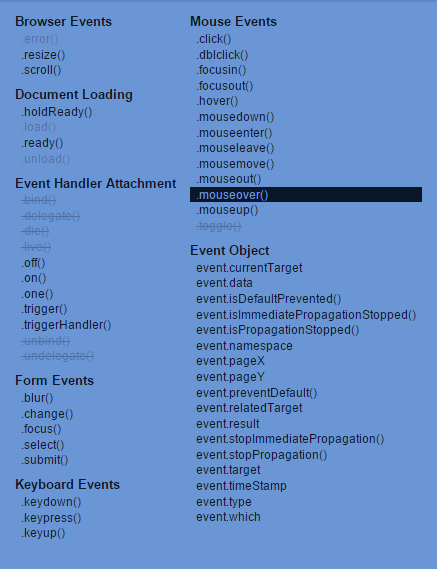 Browser Events
.error()
.resize()
.scroll()
Document Loading
.holdReady()
.load()
.ready()
.unload()
Event Handler Attachment
.bind()
.delegate()
.die()
.live()
.off()
.on()
.one()
.trigger()
.triggerHandler()
.unbind()
.undelegate()
Form Events
.blur()
.change()
.focus()
.select()
.submit()
Keyboard Events
.keydown()
.keypress()
.keyup()
Mouse Events
.click()
.dblclick()
.focusin()
.focusout()
.hover()
.mousedown()
.mouseenter()
.mouseleave()
.mousemove()
.mouseout()
.mouseover()
.mouseup()
.toggle()
Event Object
event.currentTarget
event.data
event.isDefaultPrevented()
event.isImmediatePropagationStopped()
event.isPropagationStopped()
event.namespace
event.pageX
event.pageY
event.preventDefault()
event.relatedTarget
event.result
event.stopImmediatePropagation()
event.stopPropagation()
event.target
event.timeStamp
event.type
event.which